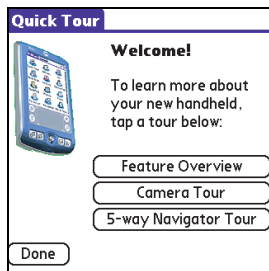 Quick Tour
Welcome!
To learn more about
your new handheld,
tap a tour below:
Feature Overview
Camera Tour
5-way Navigator Tour
Done